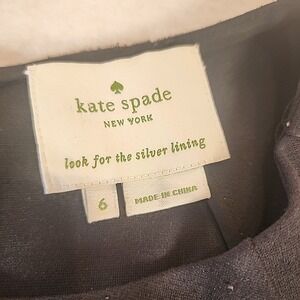 kate spade
NEW YORK
look for the silver lining
6
MADE IN CHINA